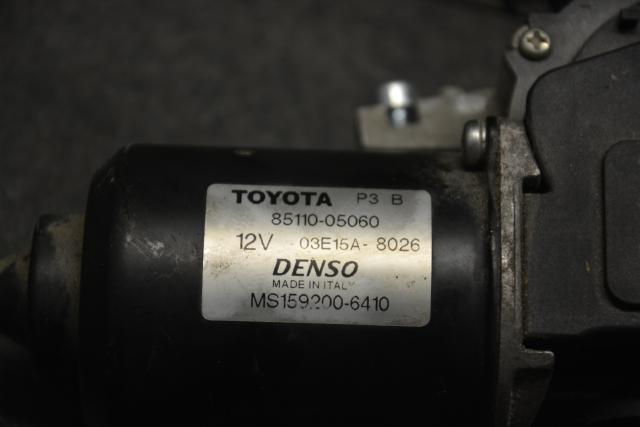 TOYOTA P3 B
85110-05060
12V 03E15A-8026
DENSO
MADE IN ITALY
MS159200-6410